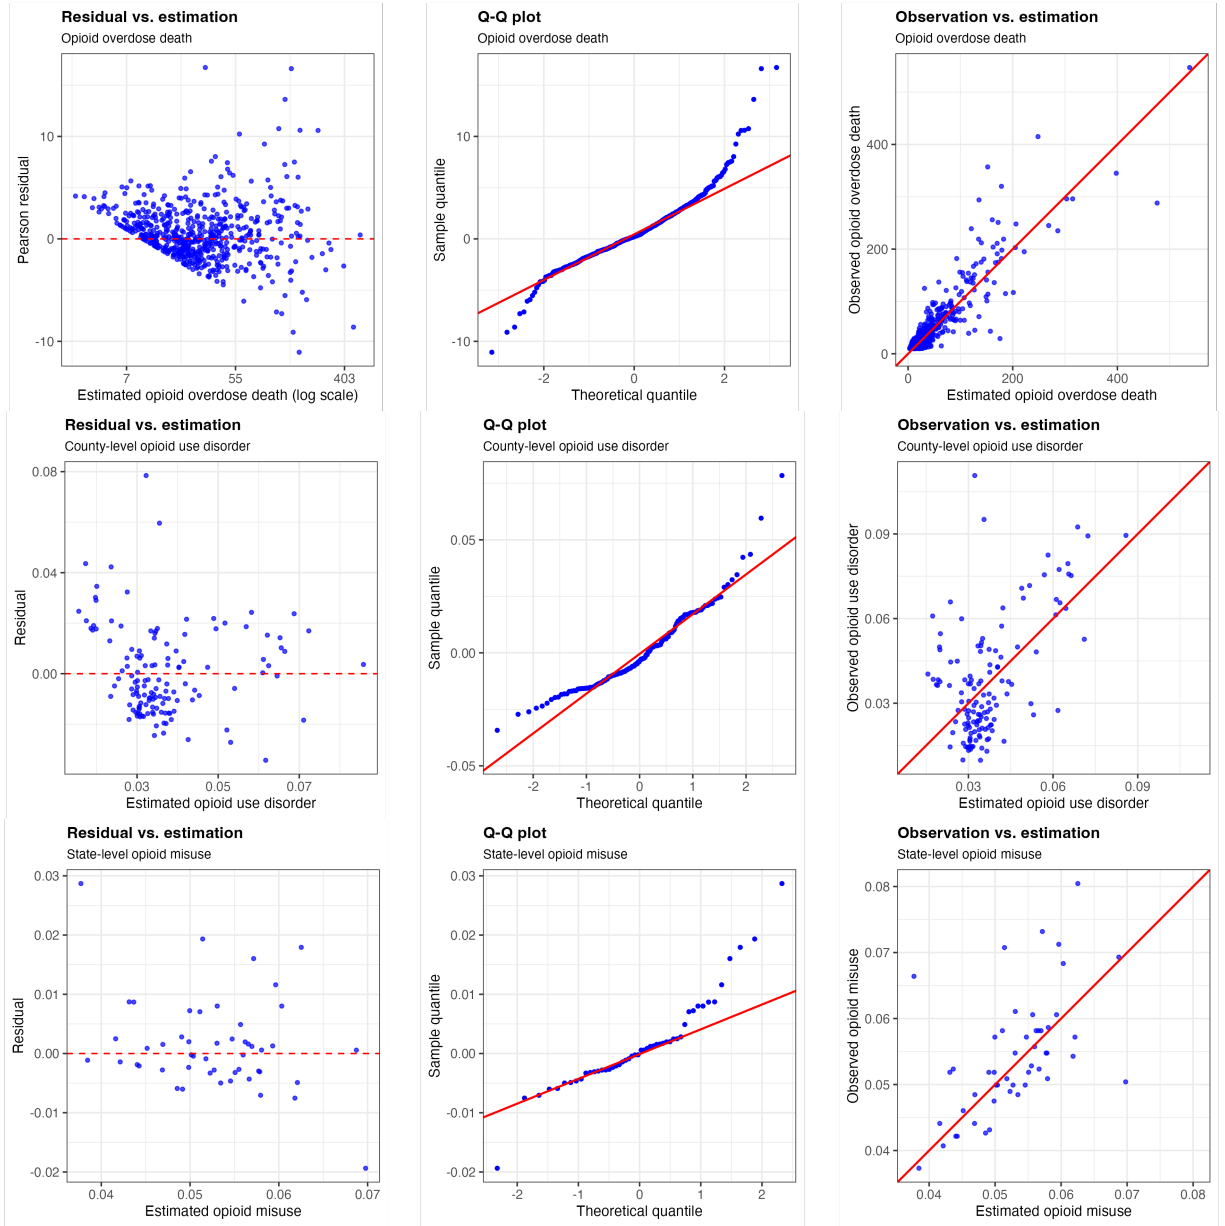 Residual vs. estimation
Opioid overdose death
Pearson residual
10
0
-10
7
55
403
Estimated opioid overdose death (log scale)
Q-Q plot
Opioid overdose death
Sample quantile
10
0
-10
-2
0
2
Theoretical quantile
Observation vs. estimation
Opioid overdose death
Observed opioid overdose death
400
200
0
0
200
400
Estimated opioid overdose death
Residual vs. estimation
County-level opioid use disorder
Residual
0.08
0.04
0.00
0.03
0.05
0.07
Estimated opioid use disorder
Q-Q plot
County-level opioid use disorder
Sample quantile
0.05
0.00
-0.05
-2
-1
0
1
2
Theoretical quantile
Observation vs. estimation
County-level opioid use disorder
Observed opioid use disorder
0.09
0.06
0.03
0.03
0.06
0.09
Estimated opioid use disorder
Residual vs. estimation
State-level opioid misuse
Residual
0.03
0.02
0.01
0.00
-0.01
-0.02
0.04
0.05
0.06
0.07
Estimated opioid misuse
Q-Q plot
State-level opioid misuse
Sample quantile
0.03
0.02
0.01
0.00
-0.01
-0.02
-2
-1
0
1
2
Theoretical quantile
Observation vs. estimation
State-level opioid misuse
Observed opioid misuse
0.08
0.07
0.06
0.05
0.04
0.04
0.05
0.06
0.07
0.08
Estimated opioid misuse